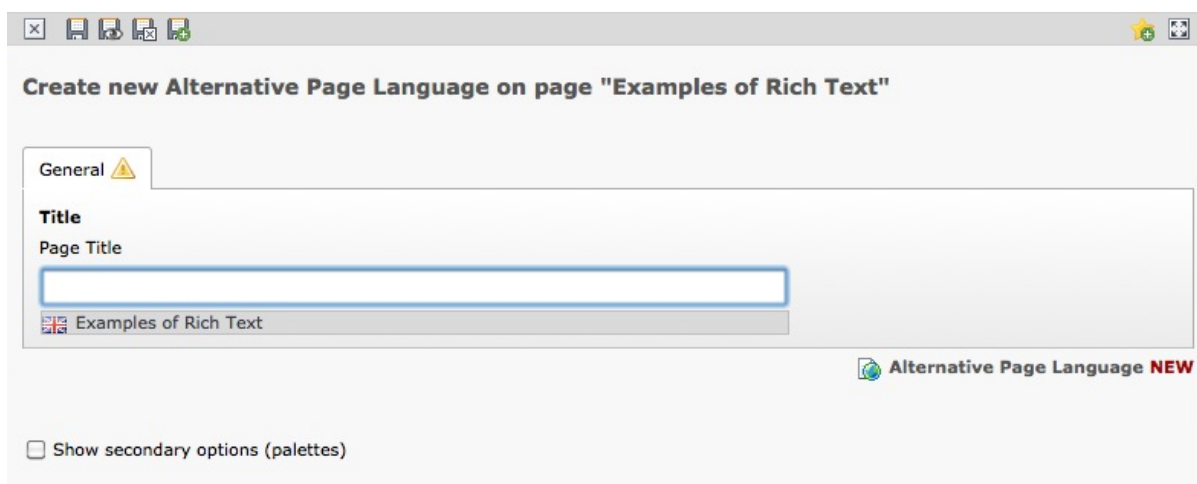 Create new Alternative Page Language on page "Examples of Rich Text"
General
Title
Page Title
Examples of Rich Text
Alternative Page Language NEW
Show secondary options (palettes)